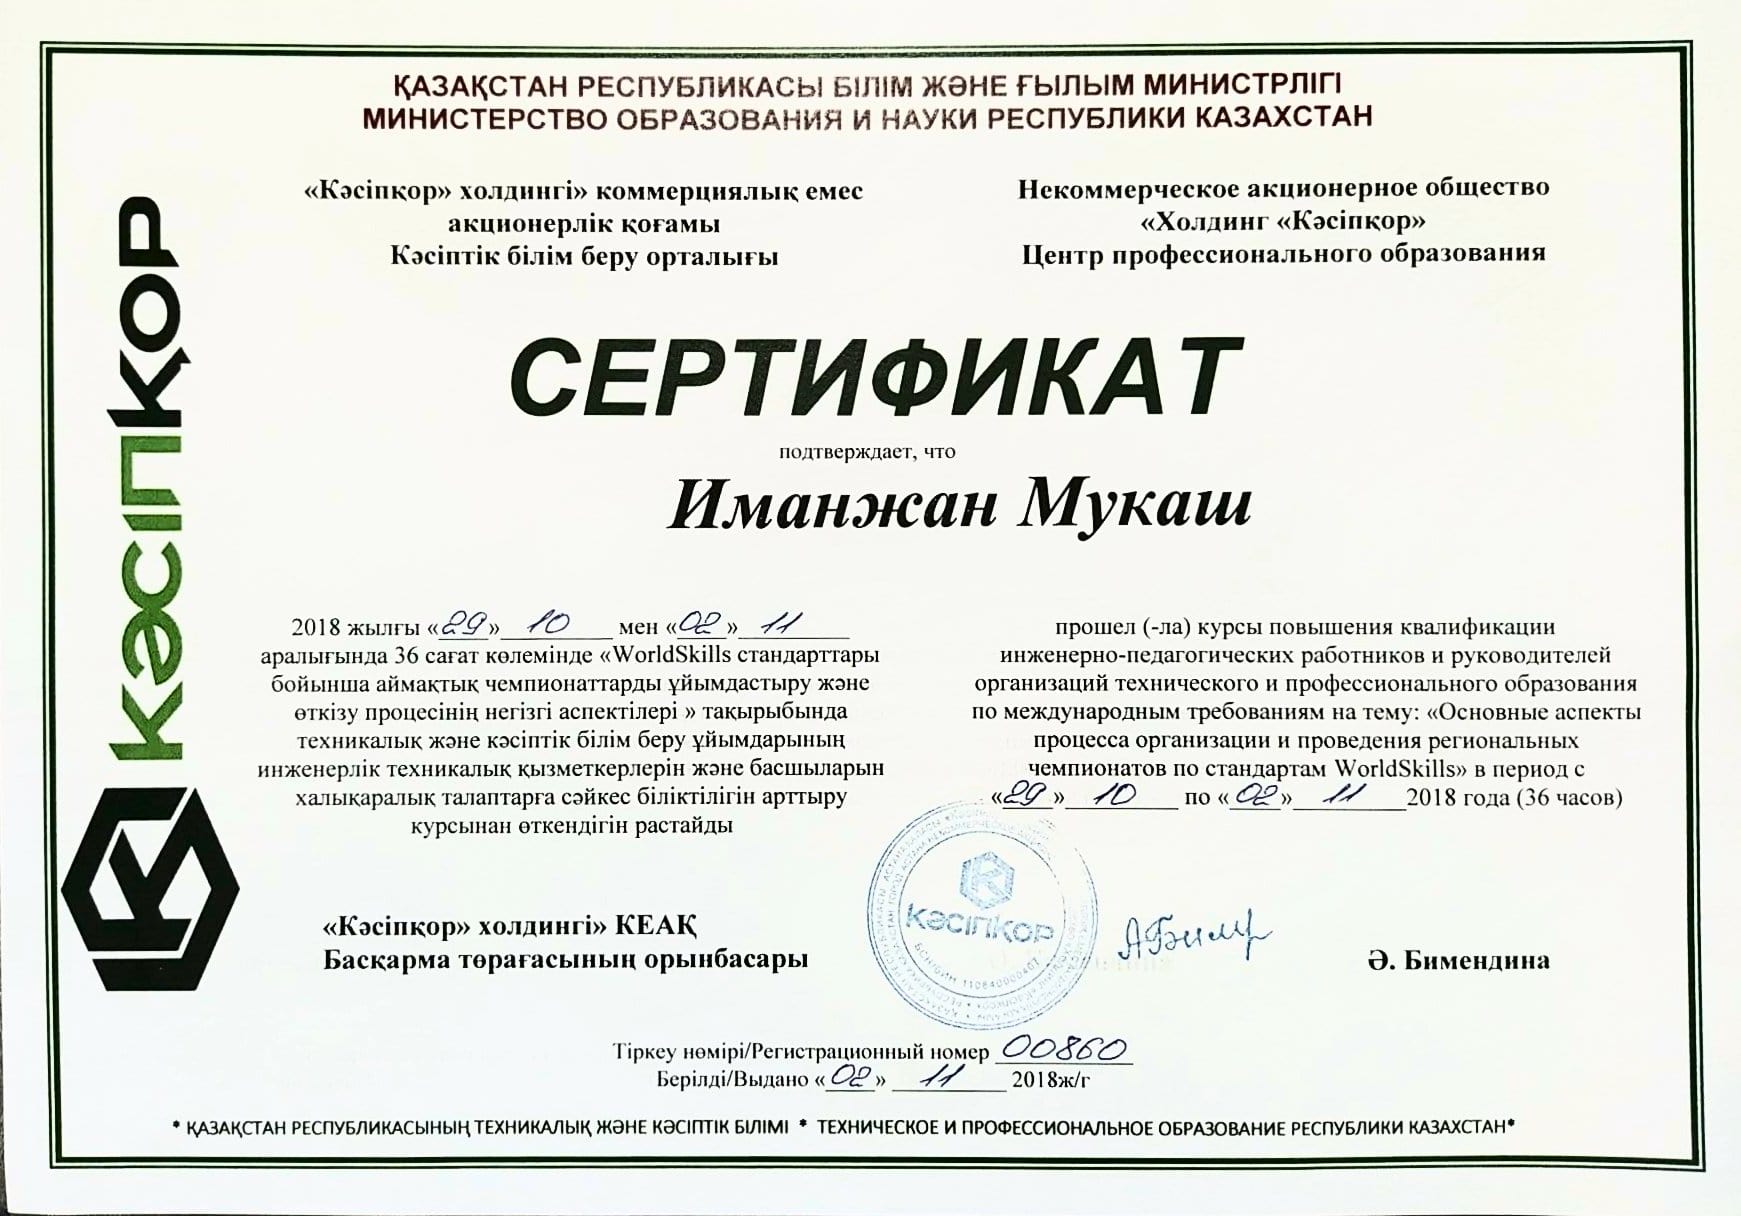 ҚАЗАҚСТАН РЕСПУБЛИКАСЫ БІЛІМ ЖӘНЕ ҒЫЛЫМ МИНИСТРЛІГІ
МИНИСТЕРСТВО ОБРАЗОВАНИЯ И НАУКИ РЕСПУБЛИКИ КАЗАХСТАН
«Кәсіпқор» холдингі» коммерциялық емес
акционерлік қоғамы
Кәсіптік білім беру орталығы
Некоммерческое акционерное общество
«Холдинг «Кәсіпқор»
Центр профессионального образования
КӘСІПҚОР
СЕРТИФИКАТ
подтверждает, что
Иманжан Мукаш
2018 жылғы «29» 10 мен «02» 11
аралығында 36 сағат көлемінде «WorldSkills стандарттары
бойынша аймақтық чемпионаттарды ұйымдастыру және
өткізу процесінің негізгі аспектілері » тақырыбында
техникалық және кәсіптік білім беру ұйымдарының
инженерлік техникалық қызметкерлерін және басшыларын
халықаралық талаптарға сәйкес біліктілігін арттыру
курсынан өткендігін растайды
прошел (-ла) курсы повышения квалификации
инженерно-педагогических работников и руководителей
организаций технического и профессионального образования
по международным требованиям на тему: «Основные аспекты
процесса организации и проведения региональных
чемпионатов по стандартам WorldSkills» в период с
«29» 10 по «02» 11 2018 года (36 часов)
«Кәсіпқор» холдингі» КЕАҚ
Басқарма төрағасының орынбасары
КӘСІПҚОР
Ә. Бимендина
Тіркеу нөмірі/Регистрационный номер 00860
Берілді/Выдано «02» 11 2018ж/г
* ҚАЗАҚСТАН РЕСПУБЛИКАСЫНЫҢ ТЕХНИКАЛЫҚ ЖӘНЕ КӘСІПТІК БІЛІМІ * ТЕХНИЧЕСКОЕ И ПРОФЕССИОНАЛЬНОЕ ОБРАЗОВАНИЕ РЕСПУБЛИКИ КАЗАХСТАН*